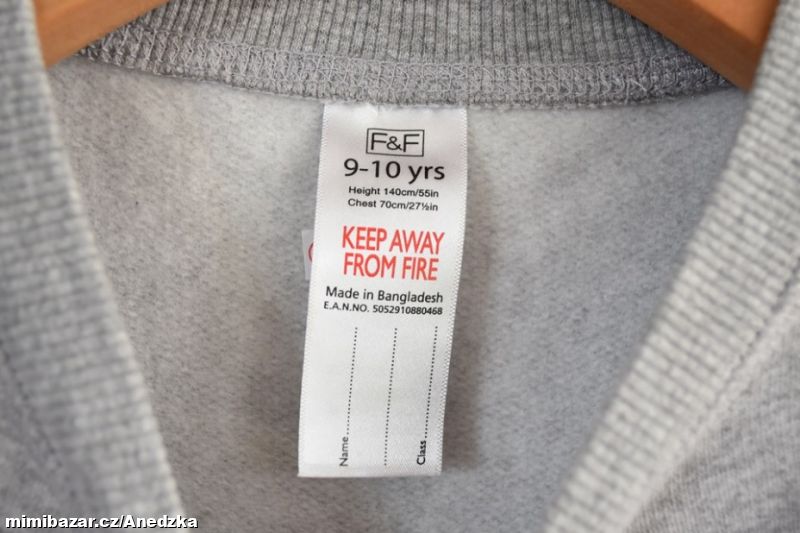 F&F
9-10 yrs
Height 140cm/55in
Chest 70cm/27½in
KEEP AWAY
FROM FIRE
Made in Bangladesh
E.A.N.NO. 5052910880468
Name
Class
mimibazar.cz/Anedzka